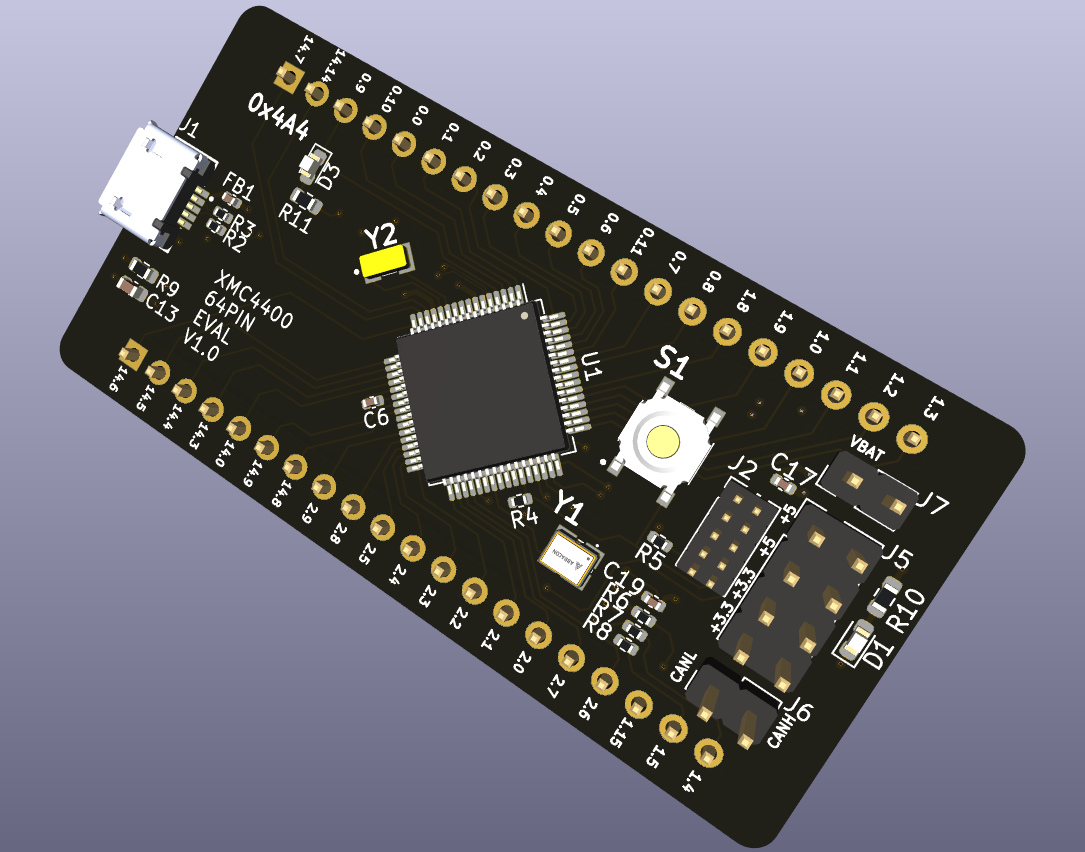 14.7
14.14
0.9
0.10
0.0
0.1
0.2
0.3
0.4
0.5
0.6
0.11
0.7
0.8
1.8
1.9
1.0
1.1
1.2
1.3
0x4A4
J1
D3
FB1
R3
R2
R11
Y2
R9
C13
XMC4400
64PIN
EVAL
V1.0
U1
S1
C6
R4
Y1
ABRACON
R5
J2
C17
VBAT
J7
+5
+5
+3.3
+3.3
J5
R10
D1
C19
R6
R7
R8
CANL
J6
CANH
14.6
14.5
14.4
14.3
14.0
14.9
14.8
2.9
2.8
2.5
2.4
2.3
2.2
2.1
2.0
2.7
2.6
1.15
1.5
1.4